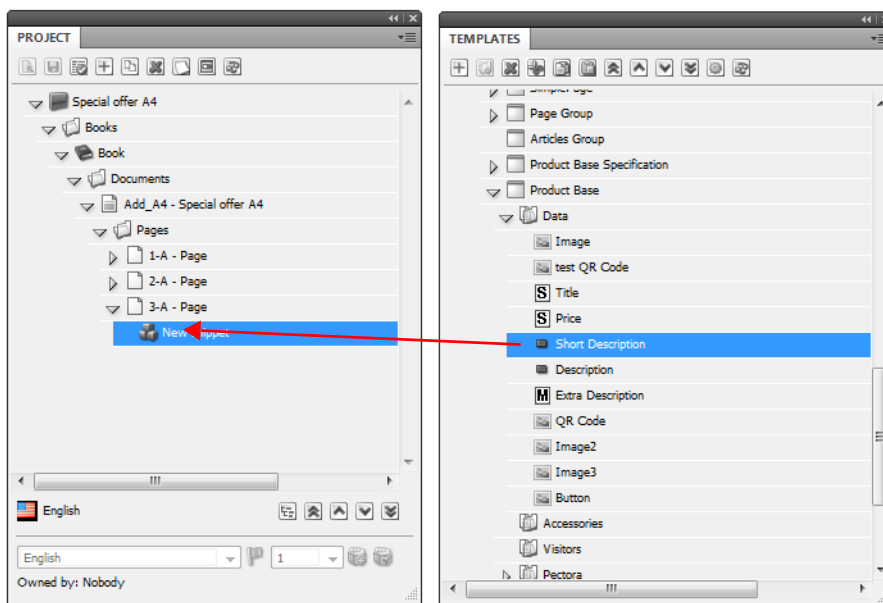 PROJECT
Special offer A4
Books
Book
Documents
Add_A4 - Special offer A4
Pages
1-A - Page
2-A - Page
3-A - Page
New Snippet
English
English
1
Owned by: Nobody
TEMPLATES
SimplePage
Page Group
Articles Group
Product Base Specification
Product Base
Data
Image
test QR Code
S Title
S Price
Short Description
Description
M Extra Description
QR Code
Image2
Image3
Button
Accessories
Visitors
Pectora